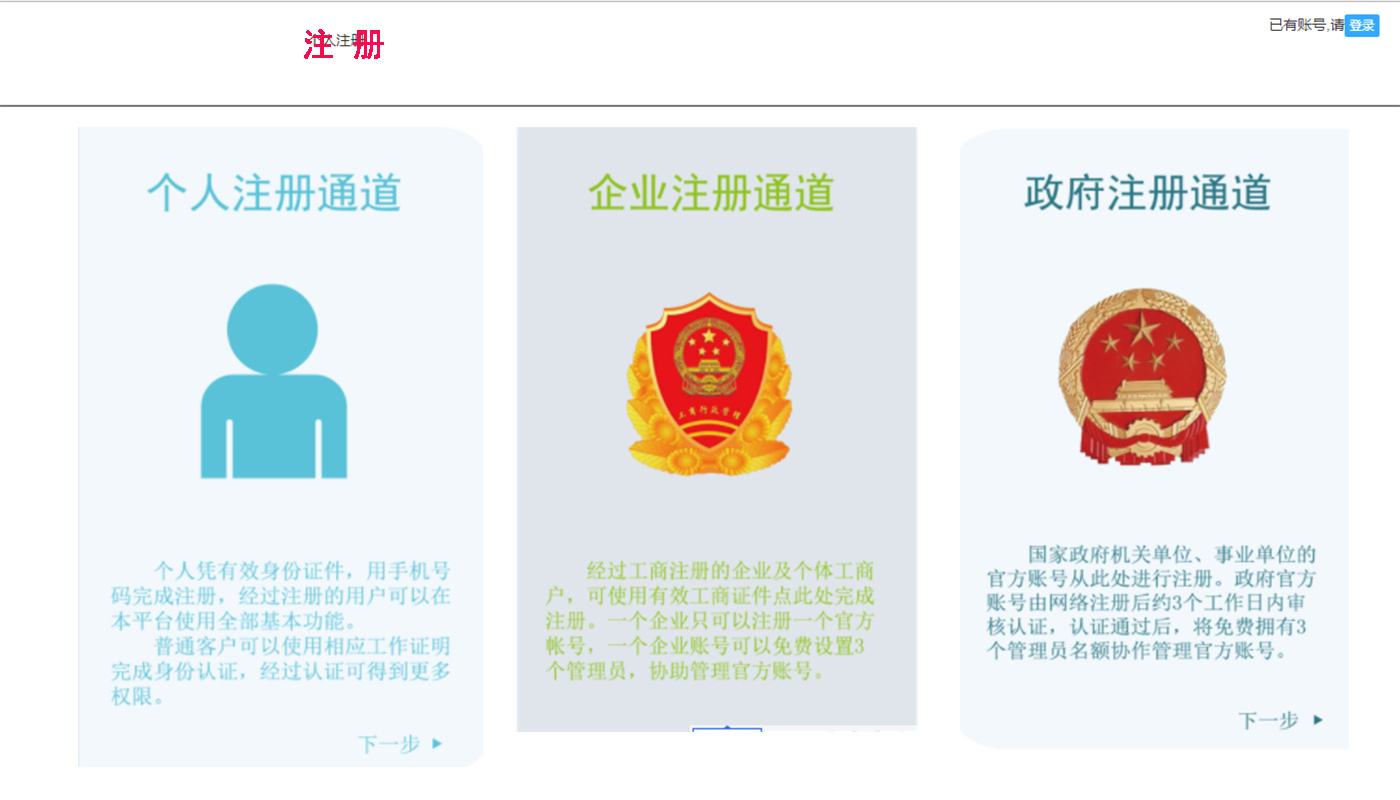 已有账号,请登录
个人注册
注 册
个人注册通道
个人凭有效身份证件，用手机号
码完成注册，经过注册的用户可以在
本平台使用全部基本功能。
普通客户可以使用相应工作证明
完成身份认证，经过认证可得到更多
权限。
下一步
企业注册通道
工商行政管理
经过工商注册的企业及个体工商
户，可使用有效工商证件点此处完成
注册。一个企业只可以注册一个官方
帐号，一个企业账号可以免费设置3
个管理员，协助管理官方账号。
政府注册通道
国家政府机关单位、事业单位的
官方账号从此处进行注册。政府官方
账号由网络注册后约3个工作日内审
核认证，认证通过后，将免费拥有3
个管理员名额协作管理官方账号。
下一步